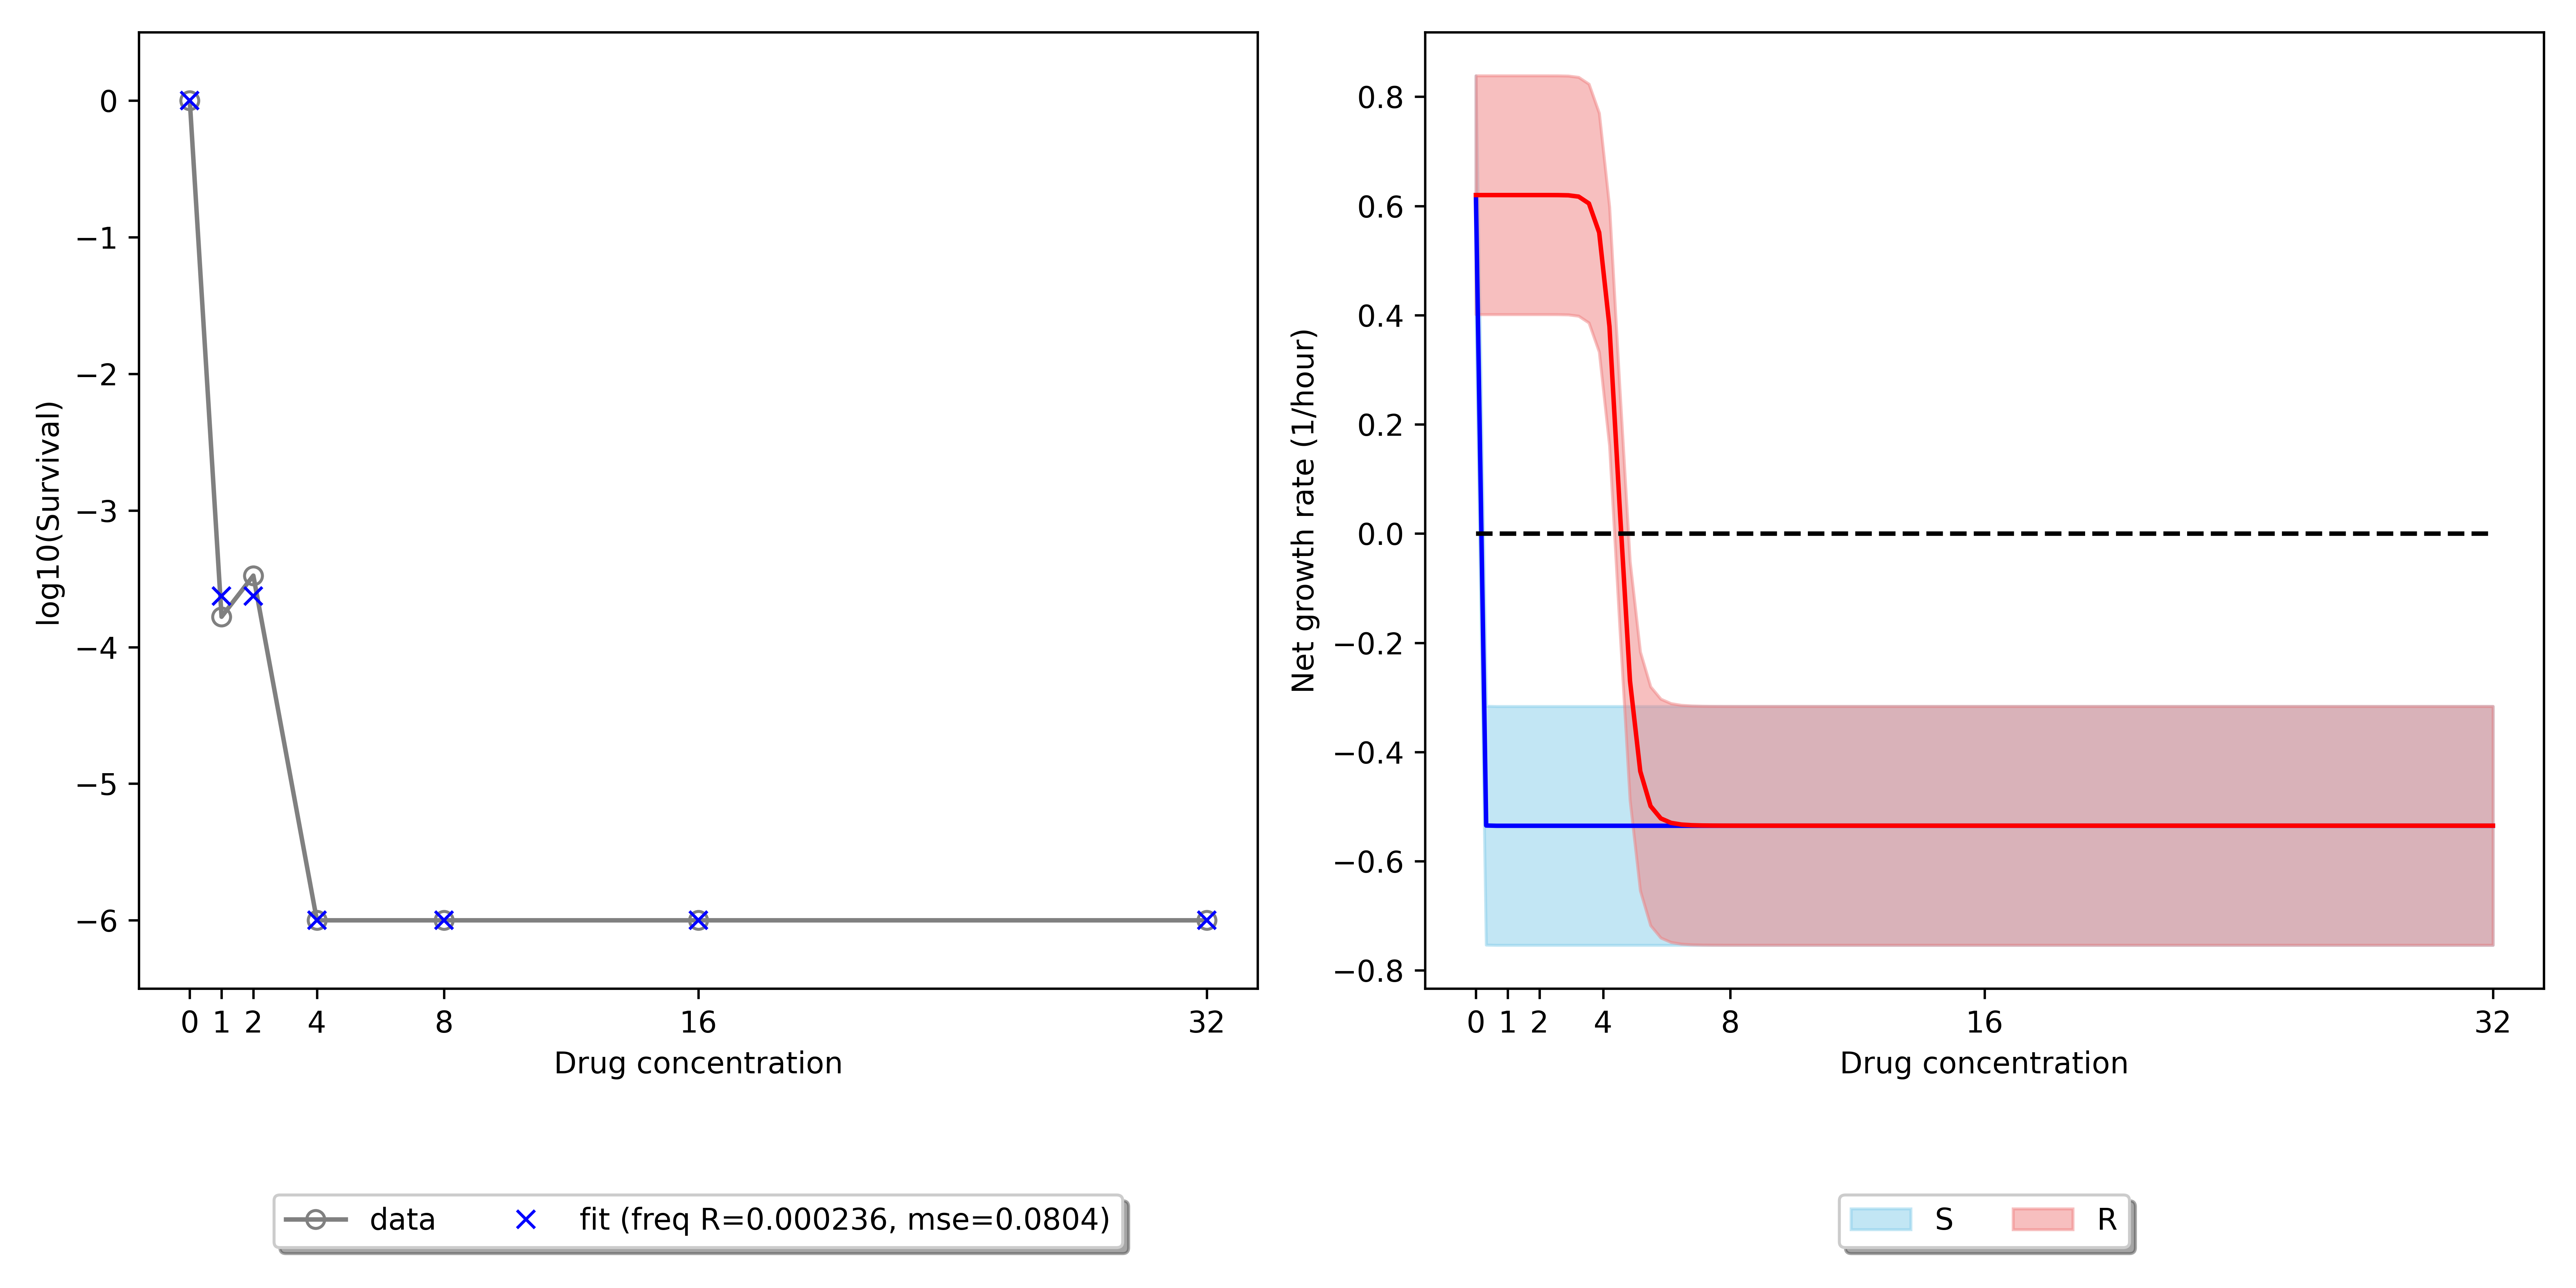 log10(Survival)
0
−1
−2
−3
−4
−5
−6
0 1 2 4 8 16 32
Drug concentration
data fit (freq R=0.000236, mse=0.0804)
Net growth rate (1/hour)
0.8
0.6
0.4
0.2
0.0
−0.2
−0.4
−0.6
−0.8
0 1 2 4 8 16 32
Drug concentration
S R